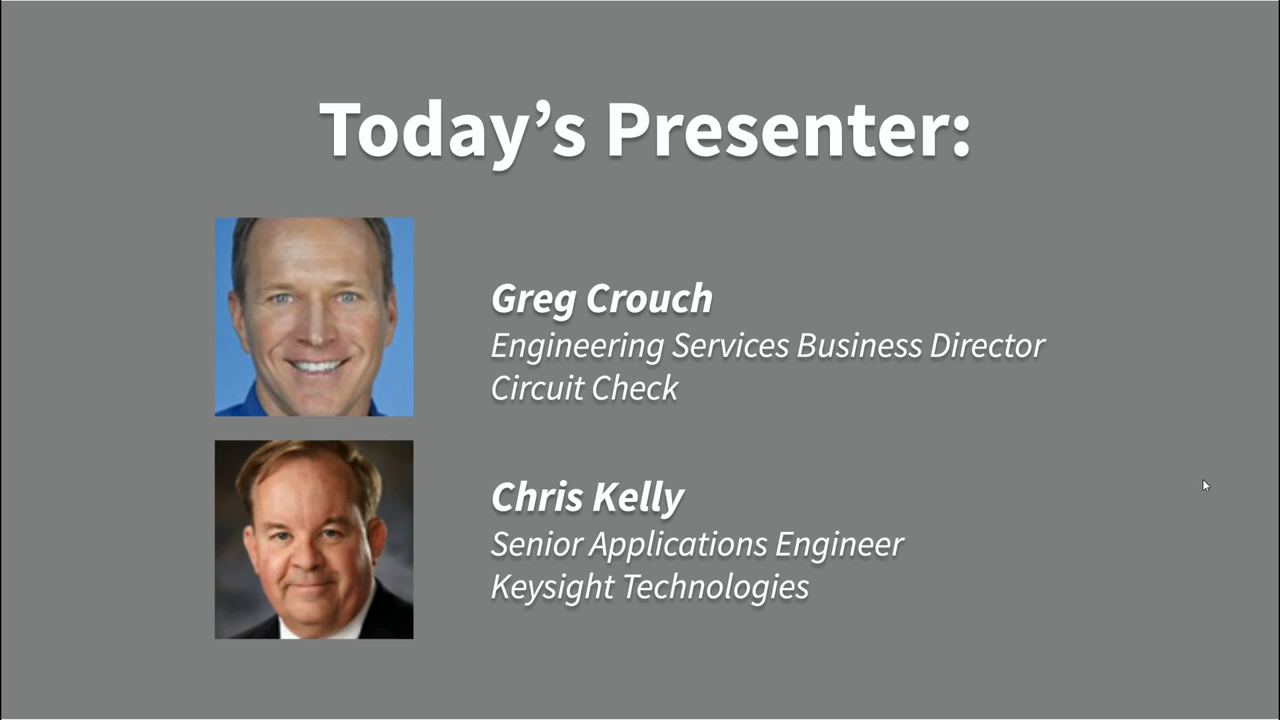 Today’s Presenter:
Greg Crouch
Engineering Services Business Director
Circuit Check
Chris Kelly
Senior Applications Engineer
Keysight Technologies